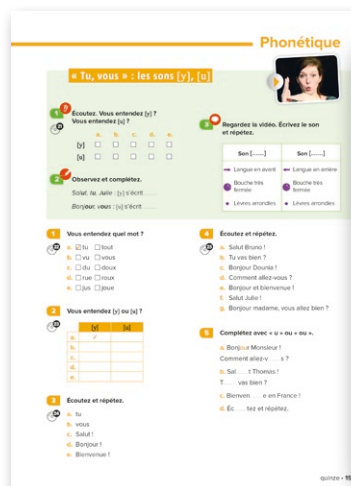 Phonétique
« Tu, vous » : les sons [y], [u]
1 Écoutez. Vous entendez [y] ?
Vous entendez [u] ?
a. b. c. d. e.
[y]
[u]
2 Observez et complétez.
Salut, tu, Julie : [y] s'écrit ......
Bonjour, vous : [u] s'écrit ......
3 Regardez la vidéo. Écrivez le son
et répétez.
Son [.......] Son [.......]
Langue en avant Langue en arrière
Bouche très fermée Bouche très fermée
Lèvres arrondies Lèvres arrondies
1 Vous entendez quel mot ?
a. tu tout
b. vu vous
c. du doux
d. rue roux
e. jus joue
2 Vous entendez [y] ou [u] ?
[y] [u]
a. ✓
b.
c.
d.
e.
3 Écoutez et répétez.
a. tu
b. vous
c. Salut !
d. Bonjour !
e. Bienvenue !
4 Écoutez et répétez.
a. Salut Bruno !
b. Tu vas bien ?
c. Bonjour Dounia !
d. Comment allez-vous ?
e. Bonjour et bienvenue !
f. Salut Julie !
g. Bonjour madame, vous allez bien ?
5 Complétez avec « u » ou « ou ».
a. Bonjour Monsieur !
Comment allez-v..... s ?
b. Sal..... t Thomas !
T..... vas bien ?
c. Bienven..... e en France !
d. Éc..... tez et répétez.
quinze • 15